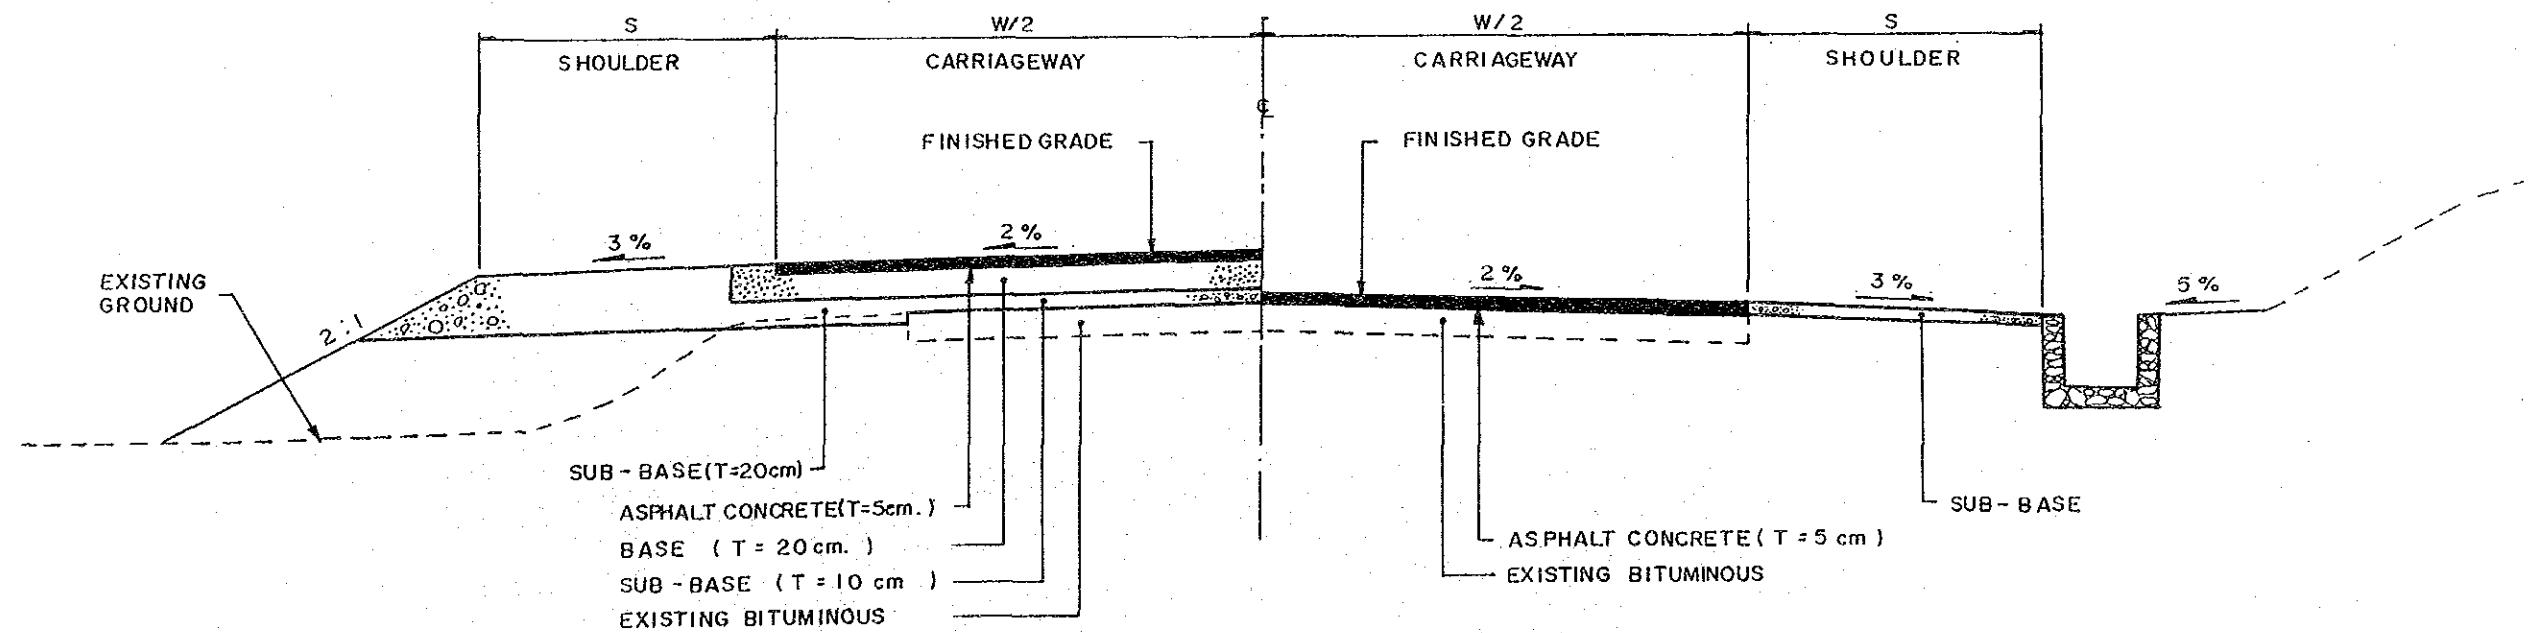 S W/2 W/2 S
SHOULDER CARRIAGEWAY CARRIAGEWAY SHOULDER
℄
FINISHED GRADE FINISHED GRADE
3% 2% 2% 3% 5%
EXISTING
GROUND
2:1
SUB-BASE(T=20cm)
ASPHALT CONCRETE(T=5cm.)
BASE (T=20cm.)
SUB-BASE (T=10 cm)
EXISTING BITUMINOUS
SUB-BASE
ASPHALT CONCRETE(T=5 cm)
EXISTING BITUMINOUS